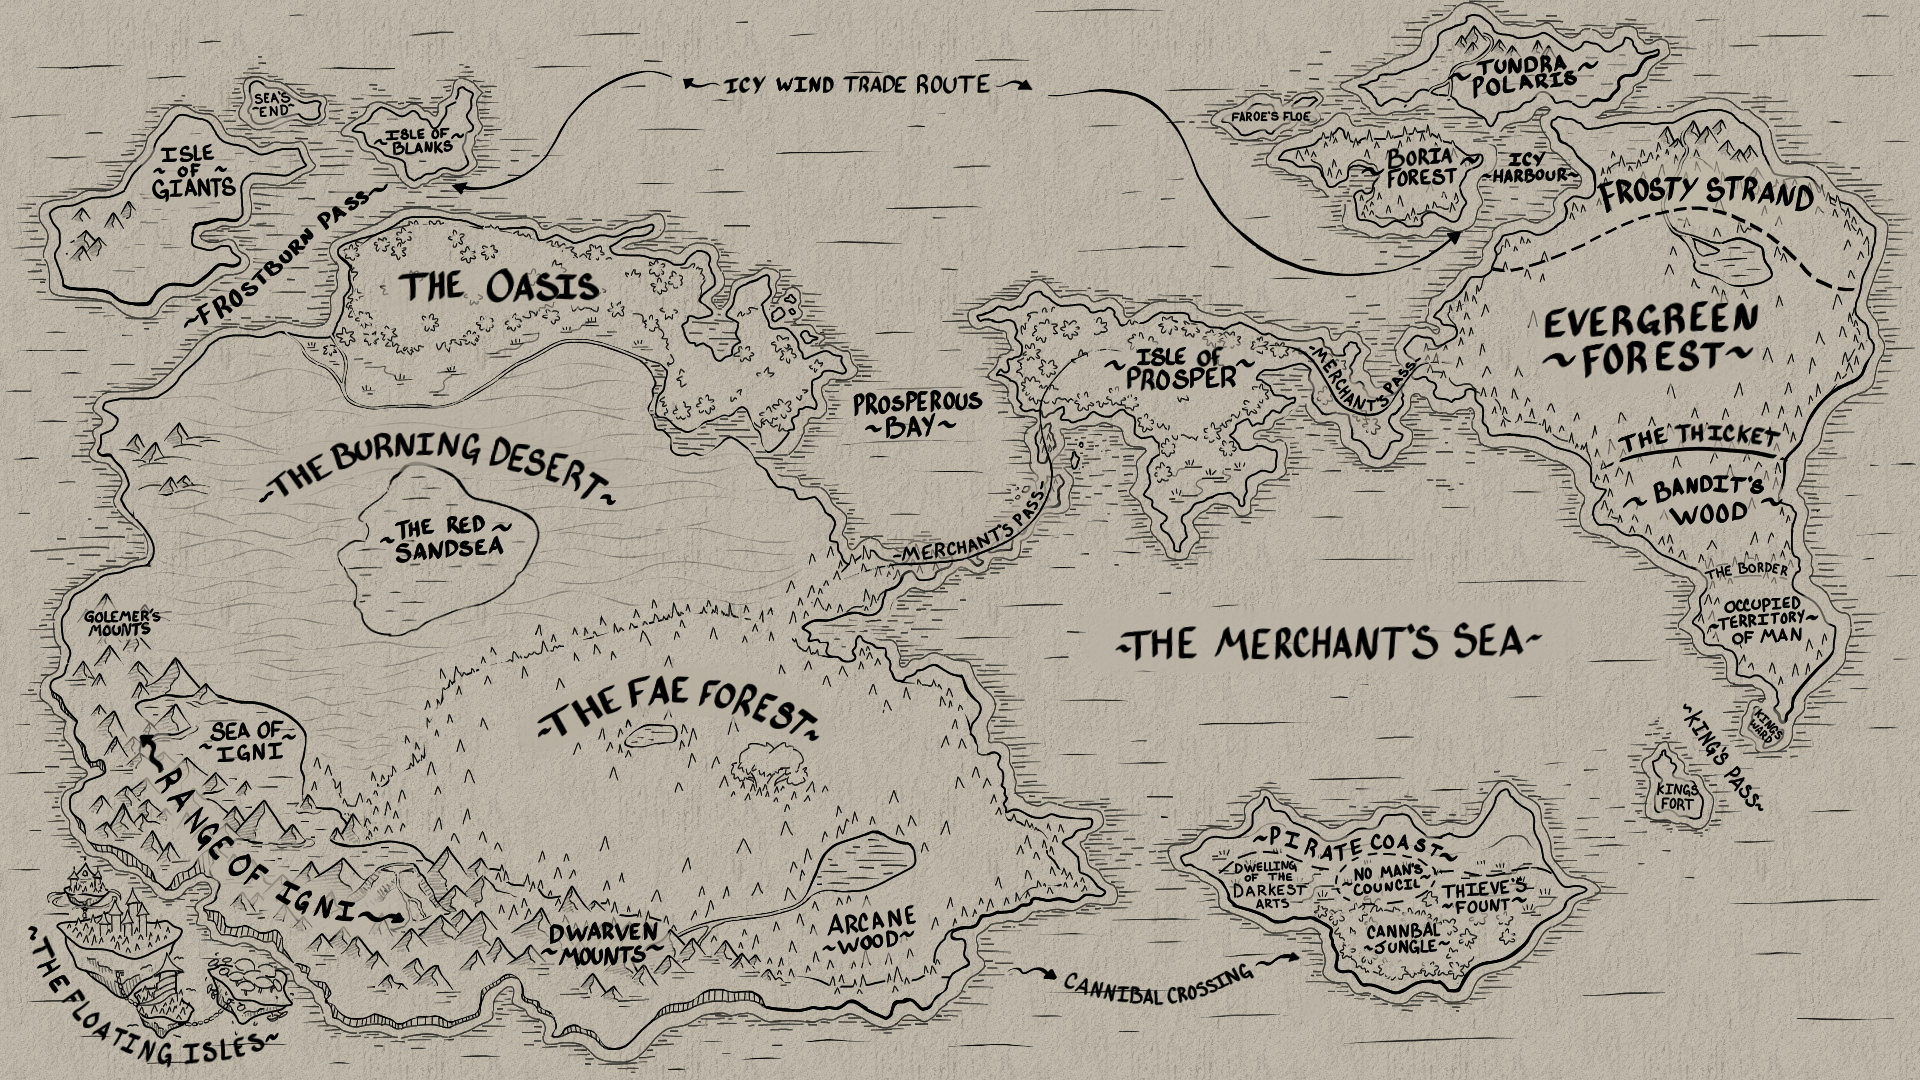 ICY WIND TRADE ROUTE
TUNDRA
~POLARIS~
SEA'S
~END~
ISLE OF
~BLANKS~
FAROE'S FLOE
ISLE
~ OF ~
GIANTS
BORIA
~FOREST~
ICY
~HARBOUR~
FROSTY STRAND
~FROSTBURN PASS~
THE OASIS
EVERGREEN
~FOREST~
ISLE OF
~PROSPER~
~MERCHANT'S PASS~
PROSPEROUS
~BAY~
~THE BURNING DESERT~
THE THICKET
BANDIT'S
~WOOD~
THE RED
~SANDSEA~
~MERCHANT'S PASS~
THE BORDER
OCCUPIED
~TERRITORY~
OF MAN
GOLEMER'S
MOUNTS
~THE MERCHANT'S SEA~
~THE FAE FOREST~
SEA OF
~IGNI~
KING'S
WARD
~KING'S PASS~
KINGS
FORT
RANGE OF IGNI~
~PIRATE COAST~
DWELLING
OF THE
DARKEST
ARTS
NO MAN'S
~COUNCIL~
THIEVE'S
~FOUNT~
CANNBAL
~JUNGLE~
DWARVEN
~MOUNTS~
ARCANE
~WOOD~
CANNIBAL CROSSING
~THE FLOATING ISLES~